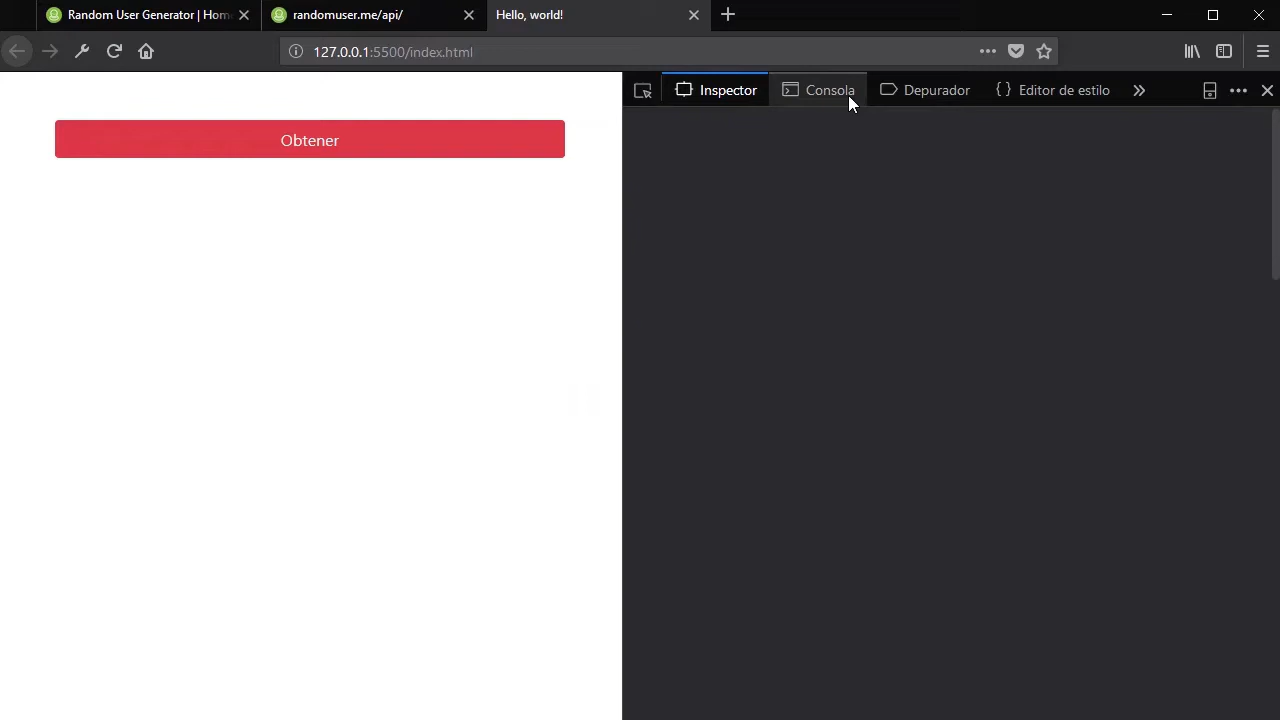 Random User Generator | Hom
randomuser.me/api/
Hello, world!
127.0.0.1:5500/index.html
Inspector
Consola
Depurador
Editor de estilo
Obtener